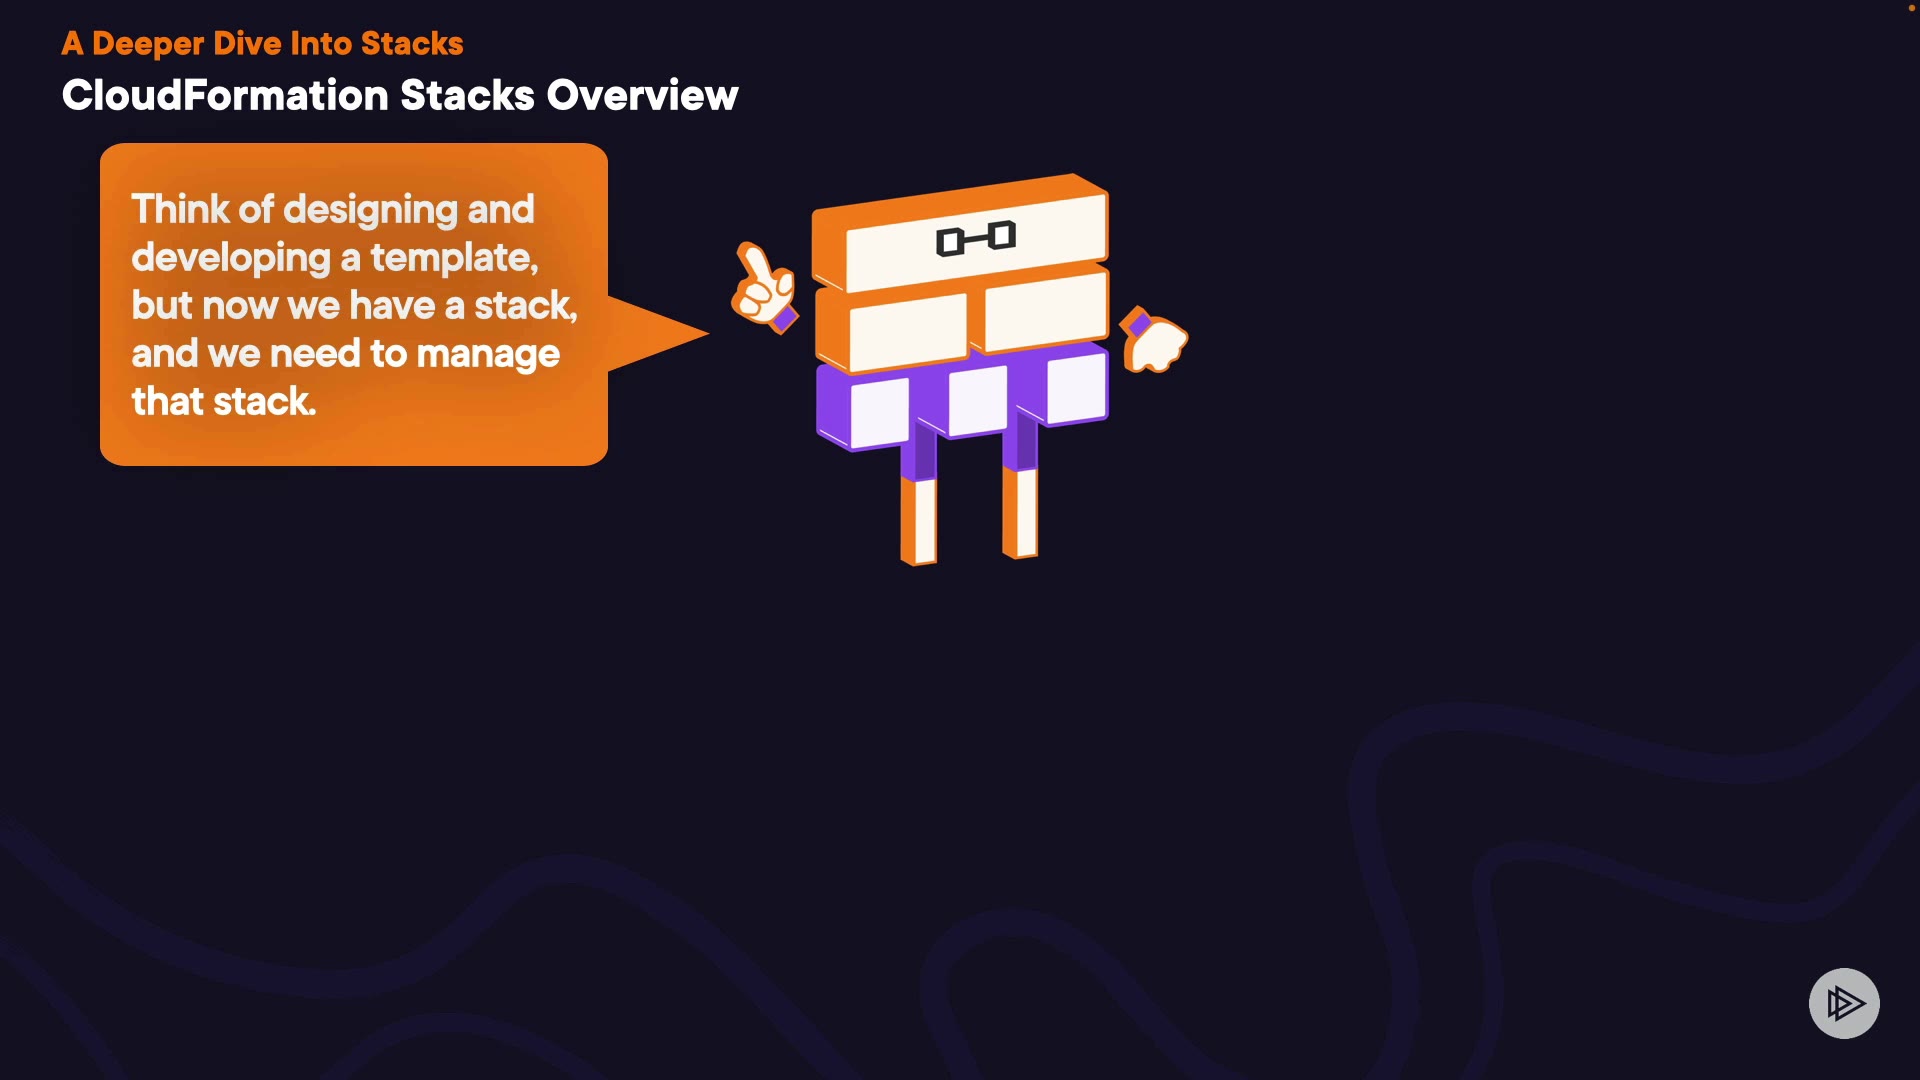 A Deeper Dive Into Stacks
CloudFormation Stacks Overview
Think of designing and
developing a template,
but now we have a stack,
and we need to manage
that stack.